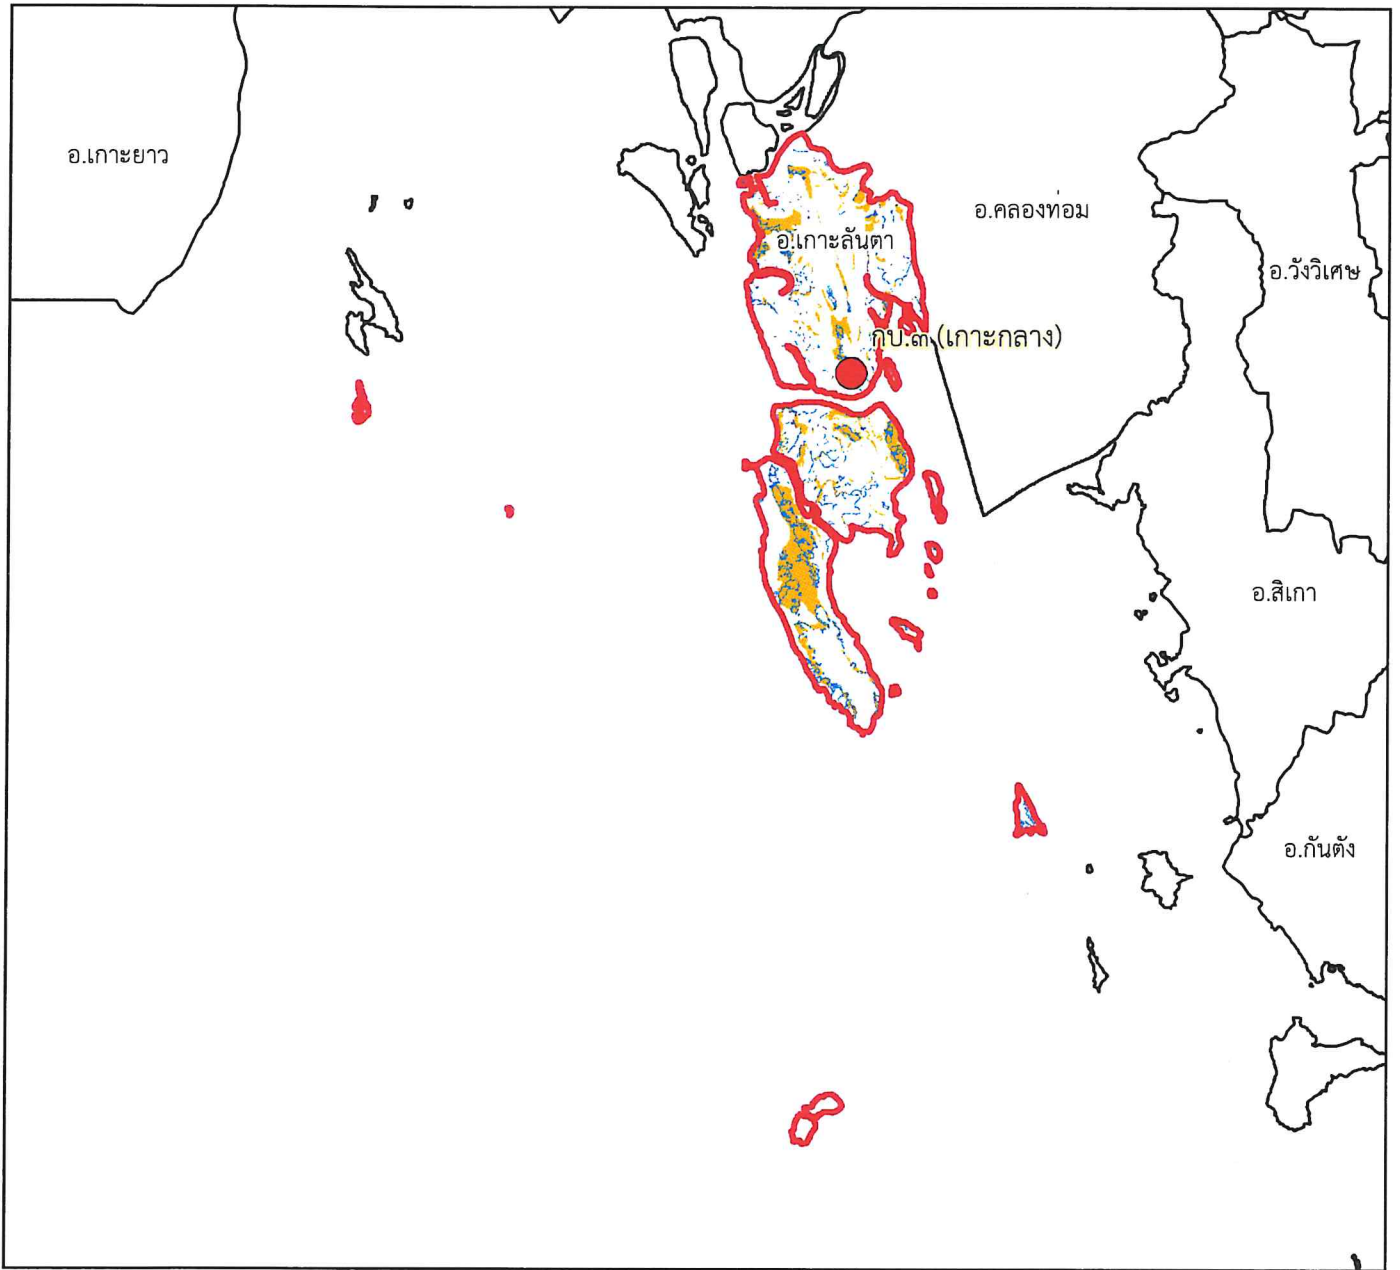 อ.เกาะยาว
อ.คลองท่อม
อ.เกาะลันตา
อ.วังวิเศษ
กบ.๓ (เกาะกลาง)
อ.สิเกา
อ.กันตัง